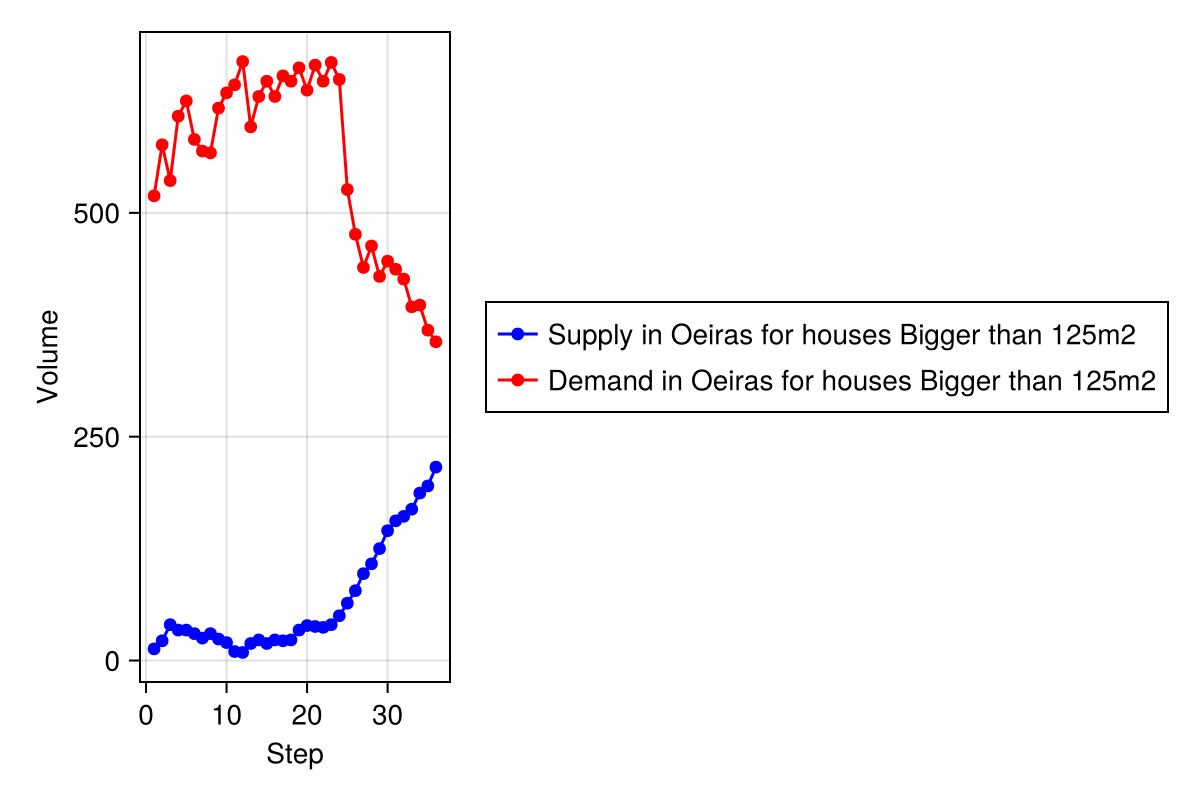 Volume
500
250
0
0 10 20 30
Step
Supply in Oeiras for houses Bigger than 125m2
Demand in Oeiras for houses Bigger than 125m2